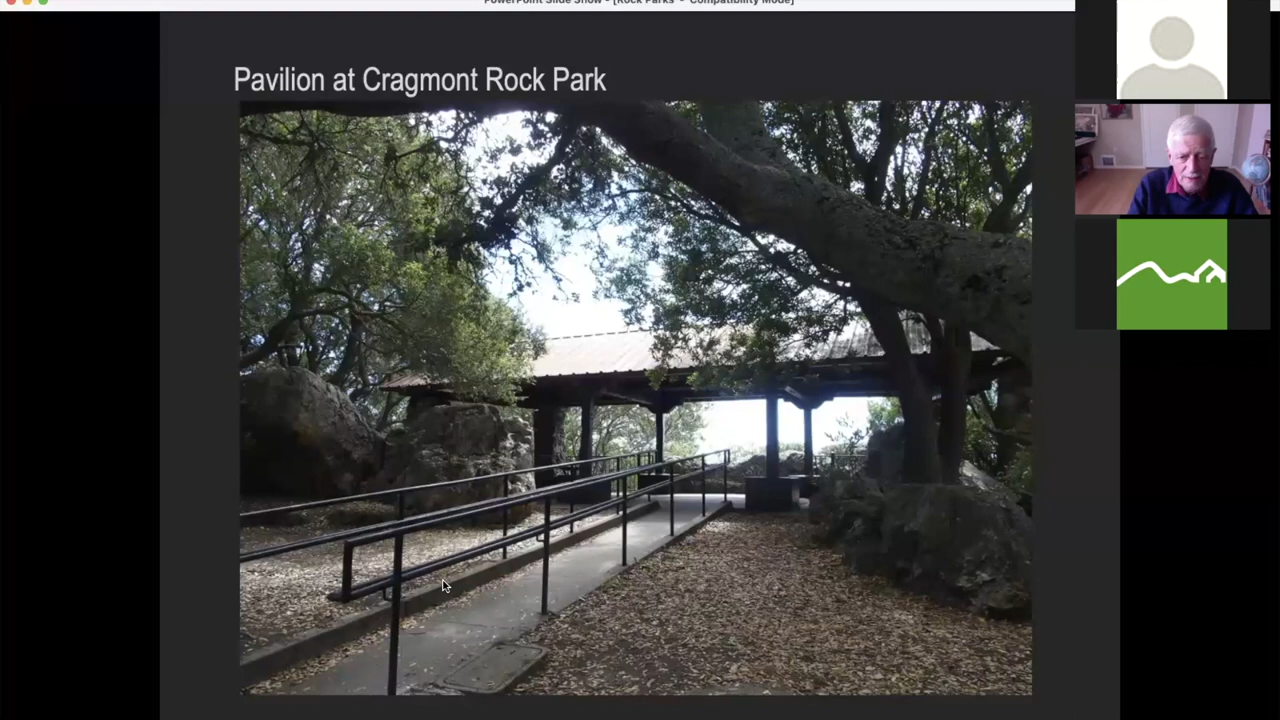 PowerPoint Slide Show - [Rock Parks - Compatibility Mode]
Pavilion at Cragmont Rock Park